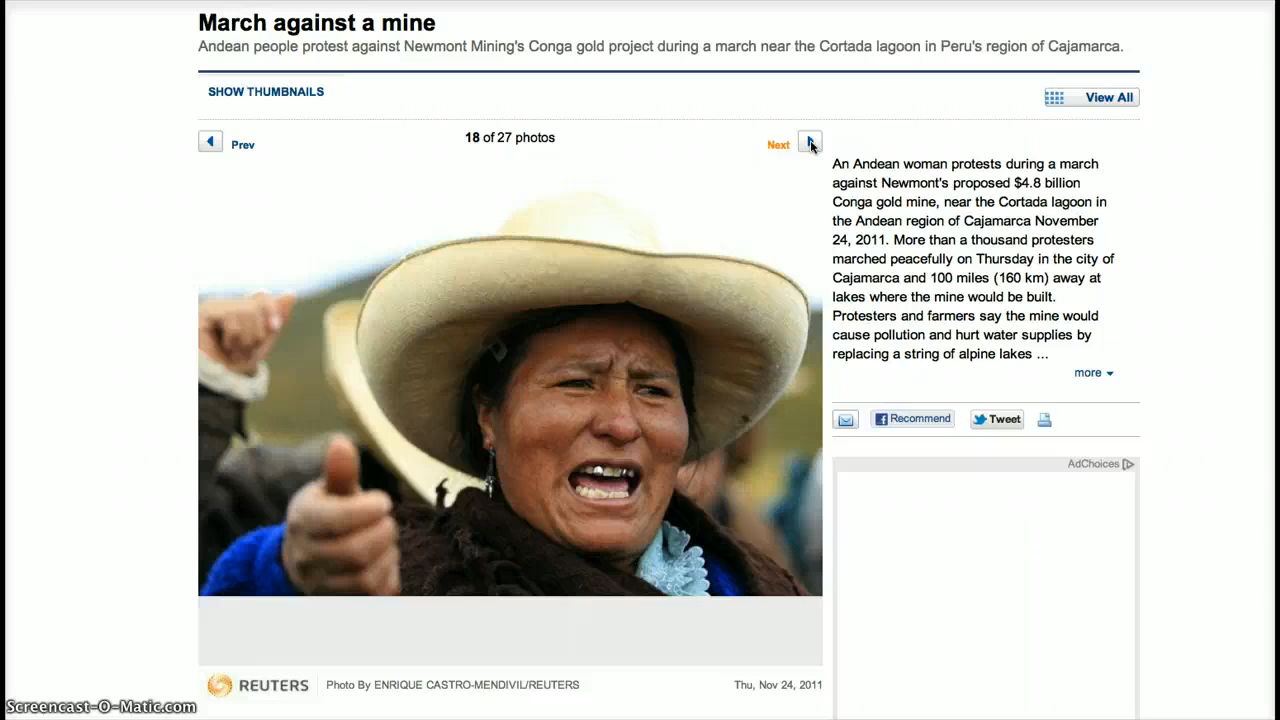 March against a mine
Andean people protest against Newmont Mining's Conga gold project during a march near the Cortada lagoon in Peru's region of Cajamarca.
SHOW THUMBNAILS
View All
Prev
18 of 27 photos
Next
An Andean woman protests during a march
against Newmont's proposed $4.8 billion
Conga gold mine, near the Cortada lagoon in
the Andean region of Cajamarca November
24, 2011. More than a thousand protesters
marched peacefully on Thursday in the city of
Cajamarca and 100 miles (160 km) away at
lakes where the mine would be built.
Protesters and farmers say the mine would
cause pollution and hurt water supplies by
replacing a string of alpine lakes ...
more
Recommend
Tweet
AdChoices
REUTERS
Photo By ENRIQUE CASTRO-MENDIVIL/REUTERS
Thu, Nov 24, 2011
Screencast-O-Matic.com